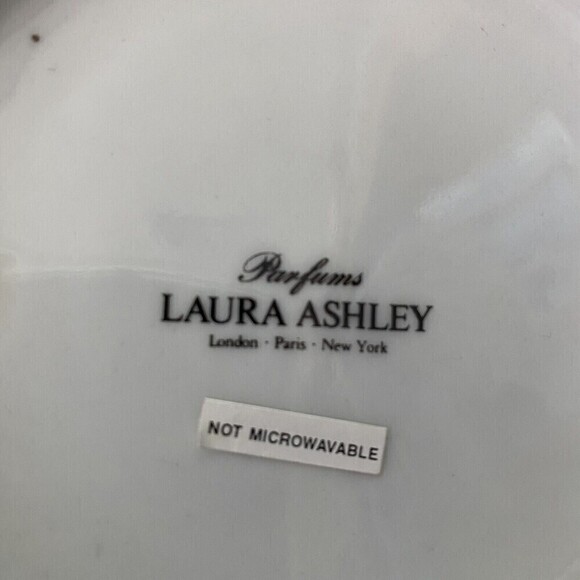 Parfums
LAURA ASHLEY
London · Paris · New York
NOT MICROWAVABLE